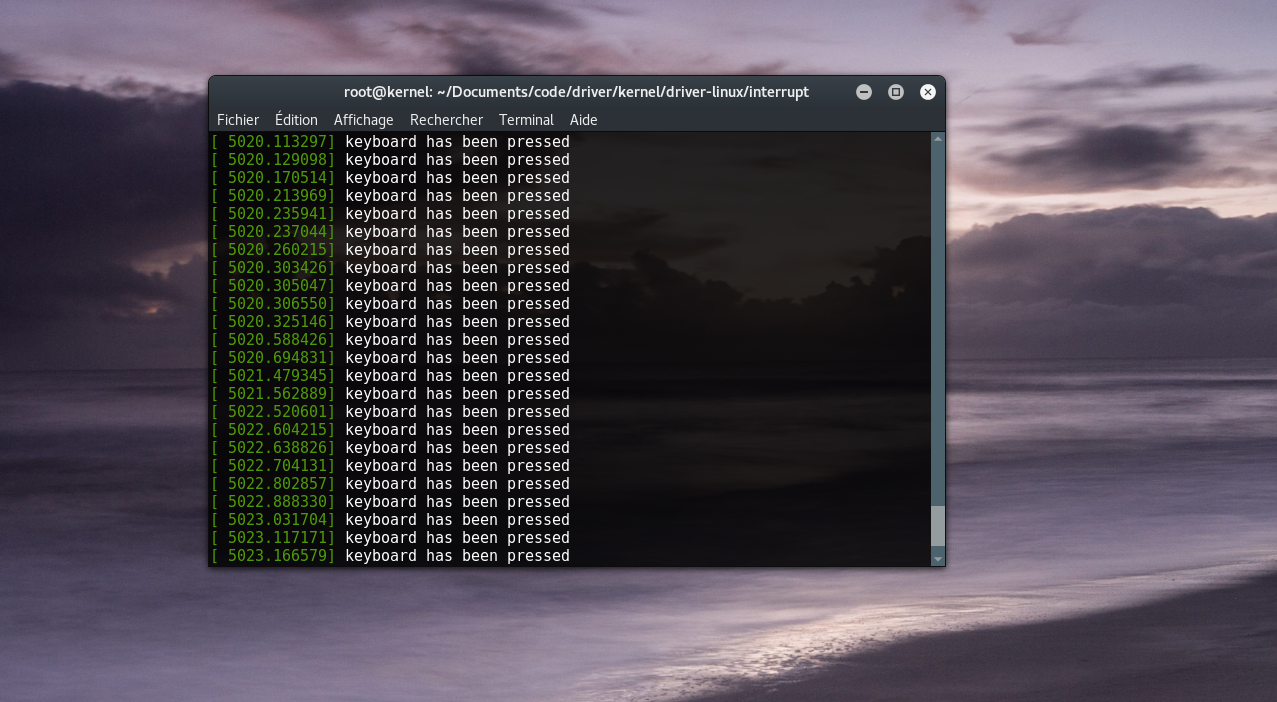 root@kernel: ~/Documents/code/driver/kernel/driver-linux/interrupt
Fichier Édition Affichage Rechercher Terminal Aide
[ 5020.113297] keyboard has been pressed
[ 5020.129098] keyboard has been pressed
[ 5020.170514] keyboard has been pressed
[ 5020.213969] keyboard has been pressed
[ 5020.235941] keyboard has been pressed
[ 5020.237044] keyboard has been pressed
[ 5020.260215] keyboard has been pressed
[ 5020.303426] keyboard has been pressed
[ 5020.305047] keyboard has been pressed
[ 5020.306550] keyboard has been pressed
[ 5020.325146] keyboard has been pressed
[ 5020.588426] keyboard has been pressed
[ 5020.694831] keyboard has been pressed
[ 5021.479345] keyboard has been pressed
[ 5021.562889] keyboard has been pressed
[ 5022.520601] keyboard has been pressed
[ 5022.604215] keyboard has been pressed
[ 5022.638826] keyboard has been pressed
[ 5022.704131] keyboard has been pressed
[ 5022.802857] keyboard has been pressed
[ 5022.888330] keyboard has been pressed
[ 5023.031704] keyboard has been pressed
[ 5023.117171] keyboard has been pressed
[ 5023.166579] keyboard has been pressed